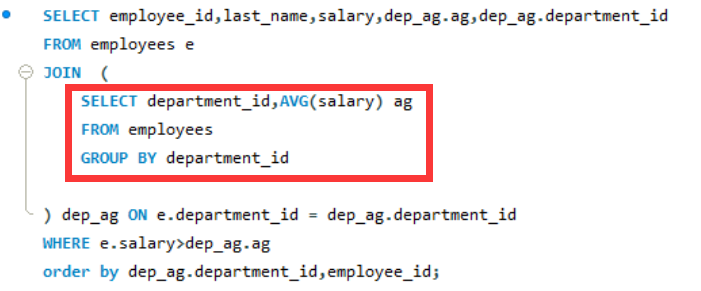 SELECT employee_id,last_name,salary,dep_ag.ag,dep_ag.department_id
FROM employees e
JOIN (
SELECT department_id,AVG(salary) ag
FROM employees
GROUP BY department_id
) dep_ag ON e.department_id = dep_ag.department_id
WHERE e.salary>dep_ag.ag
order by dep_ag.department_id,employee_id;